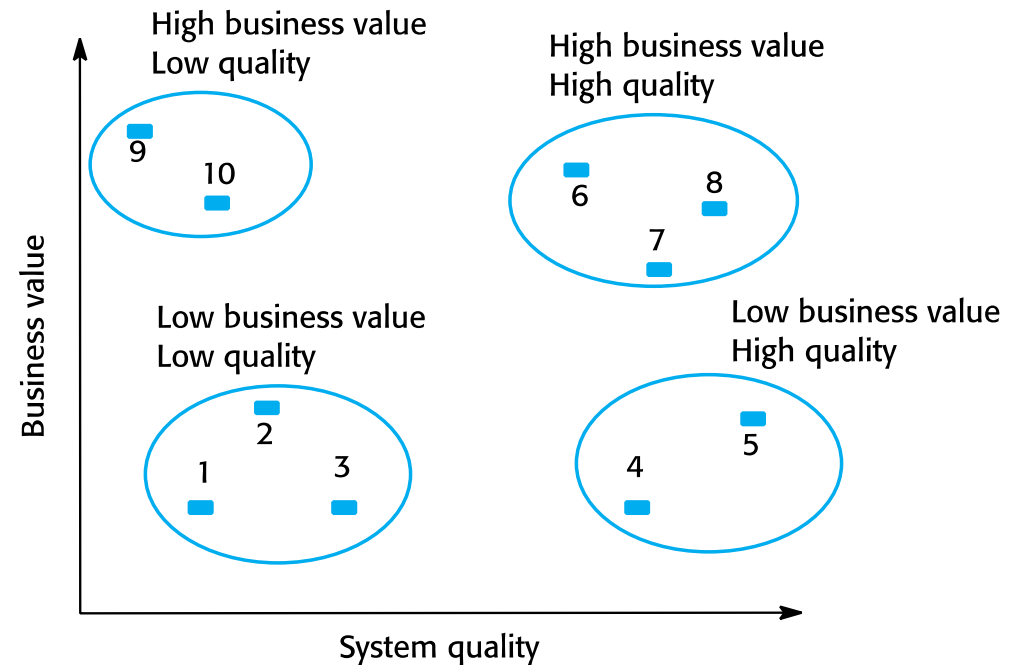 High business value
Low quality
High business value
High quality
9
10
6
8
7
Business value
Low business value
Low quality
Low business value
High quality
2
1
3
4
5
System quality